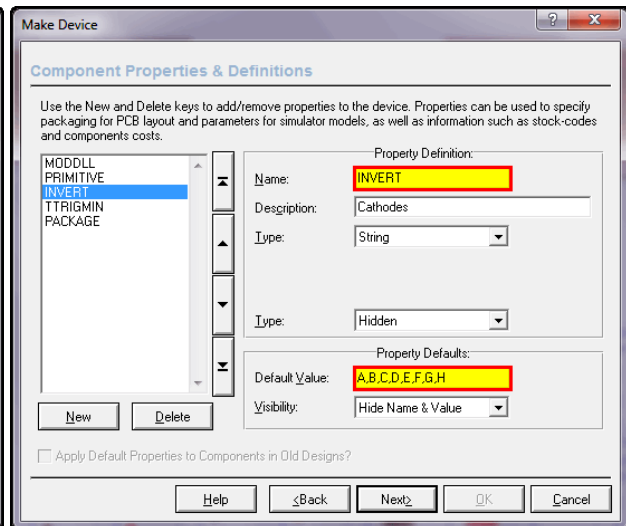 Make Device
?
X
Component Properties & Definitions
Use the New and Delete keys to add/remove properties to the device. Properties can be used to specify
packaging for PCB layout and parameters for simulator models, as well as information such as stock-codes
and components costs.
MODDLL
PRIMITIVE
INVERT
TTRIGMIN
PACKAGE
New
Delete
Property Definition:
Name: INVERT
Description: Cathodes
Type: String
Type: Hidden
Property Defaults:
Default Value: A,B,C,D,E,F,G,H
Visibility: Hide Name & Value
Apply Default Properties to Components in Old Designs?
Help
<Back
Next>
OK
Cancel